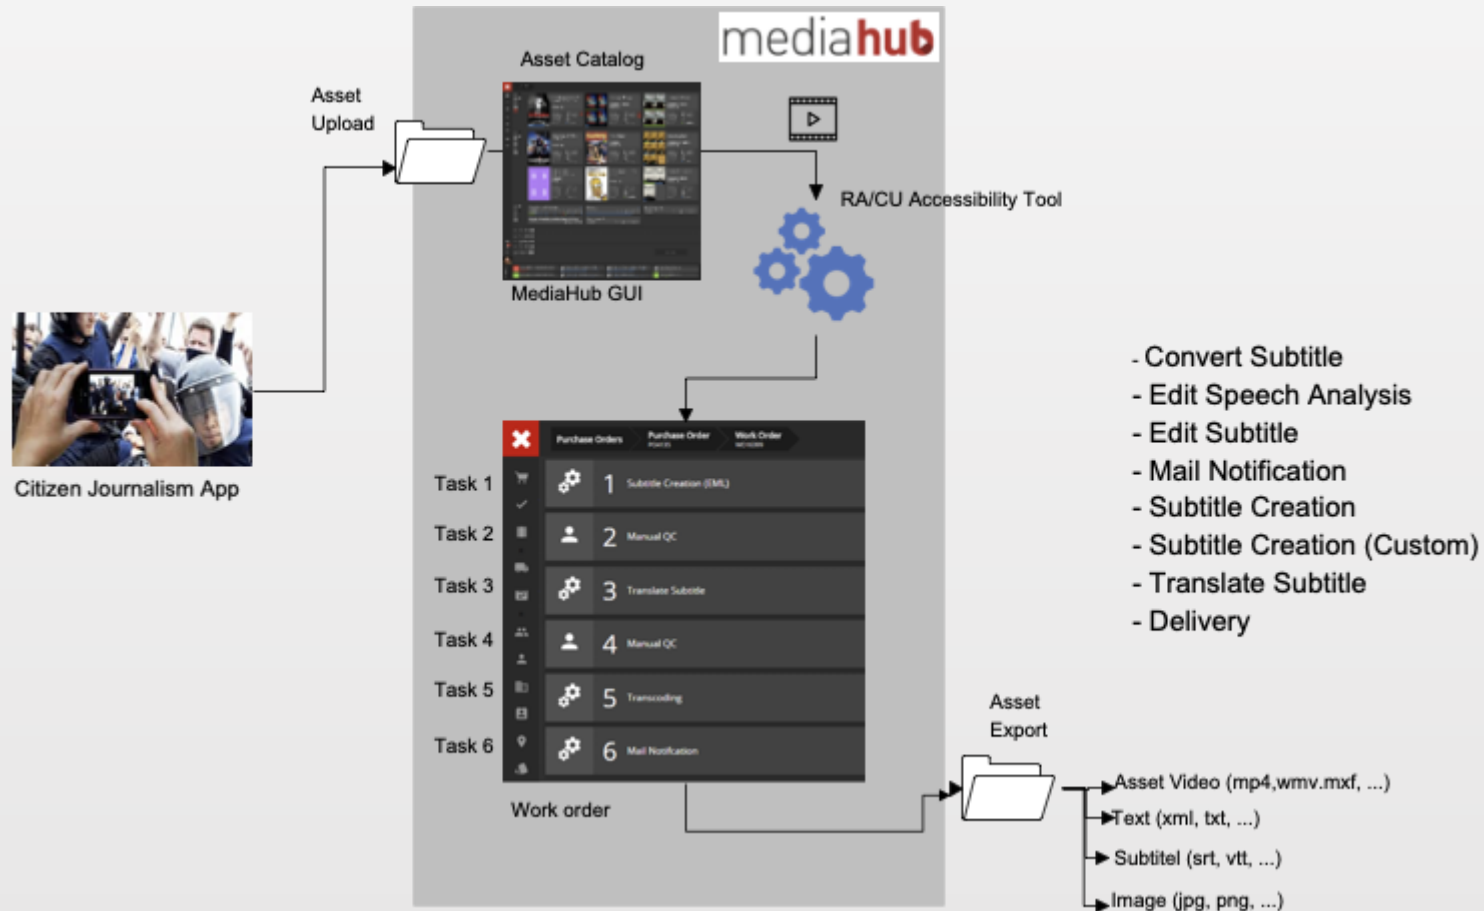 mediahub
Asset Catalog
Asset
Upload
RA/CU Accessibility Tool
MediaHub GUI
Citizen Journalism App
- Convert Subtitle
- Edit Speech Analysis
- Edit Subtitle
- Mail Notification
- Subtitle Creation
- Subtitle Creation (Custom)
- Translate Subtitle
- Delivery
Purchase Orders
Purchase Order
Work Order
Task 1
1 Subtitle Creation (EML)
Task 2
2 Manual QC
Task 3
3 Translate Subtitle
Task 4
4 Manual QC
Task 5
5 Transcoding
Task 6
6 Mail Notifcation
Work order
Asset
Export
Asset Video (mp4,wmv.mxf, ...)
Text (xml, txt, ...)
Subtitel (srt, vtt, ...)
Image (jpg, png, ...)